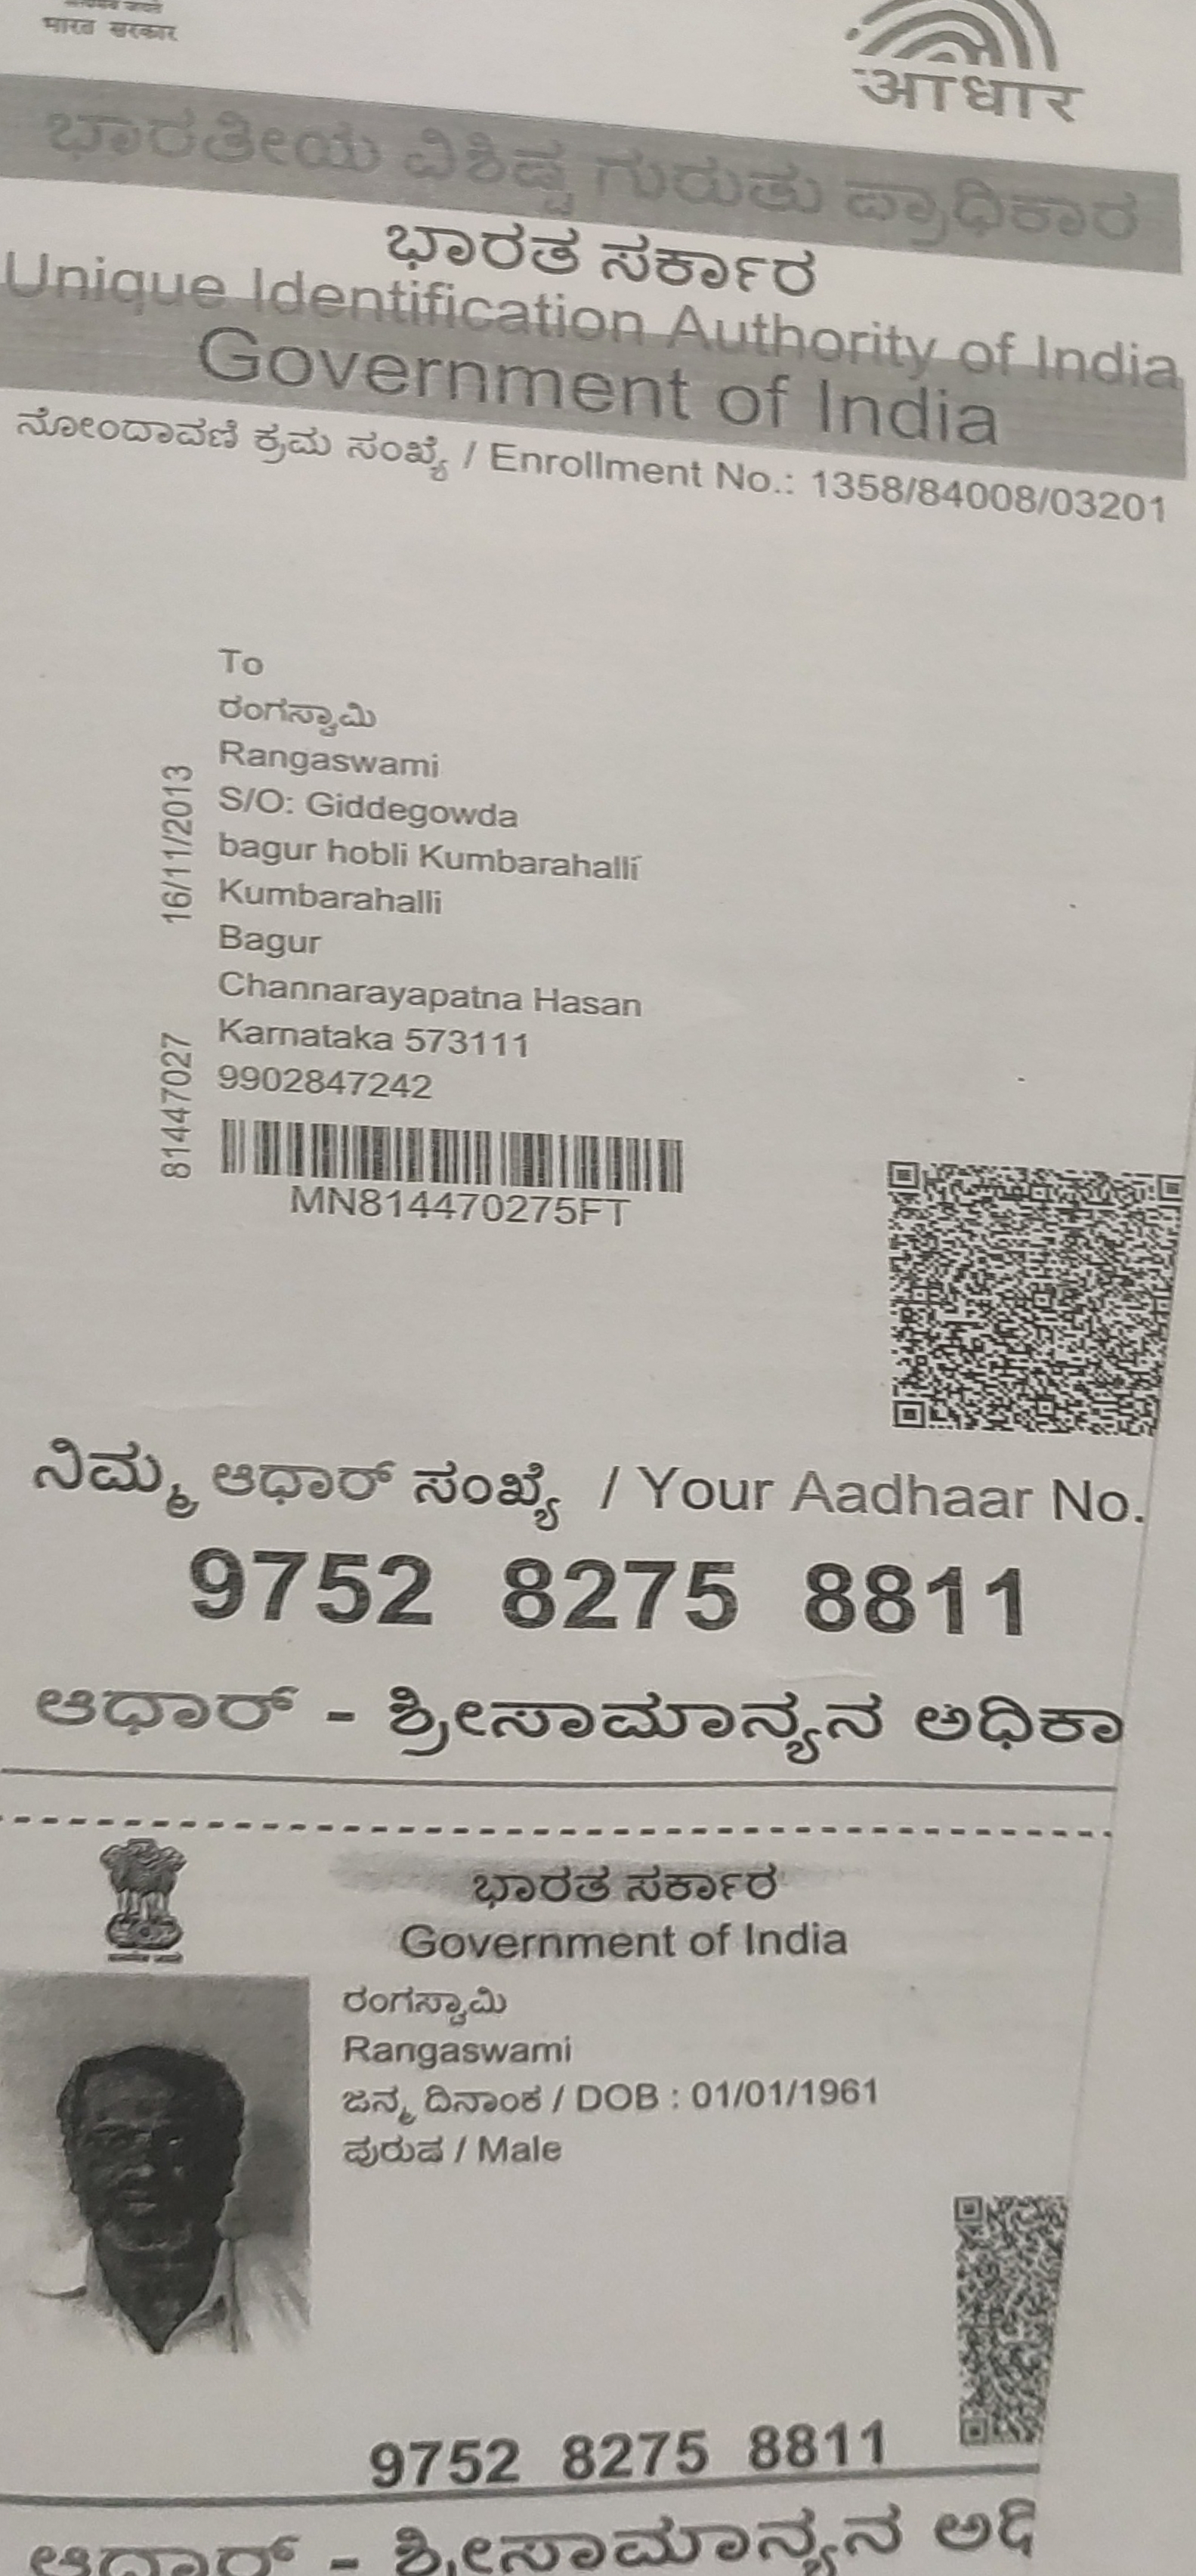 भारत सरकार
आधार
ಭಾರತೀಯ ವಿಶಿಷ್ಟ ಗುರುತು ಪ್ರಾಧಿಕಾರ
ಭಾರತ ಸರ್ಕಾರ
Unique Identification Authority of India
Government of India
ನೋಂದಾವಣಿ ಕ್ರಮ ಸಂಖ್ಯೆ / Enrollment No.: 1358/84008/03201
To
ರಂಗಸ್ವಾಮಿ
Rangaswami
S/O: Giddegowda
bagur hobli Kumbarahalli
Kumbarahalli
Bagur
Channarayapatna Hasan
Karnataka 573111
9902847242
16/11/2013
81447027
MN814470275FT
ನಿಮ್ಮ ಆಧಾರ್ ಸಂಖ್ಯೆ / Your Aadhaar No.
9752 8275 8811
ಆಧಾರ್ - ಶ್ರೀಸಾಮಾನ್ಯನ ಅಧಿಕಾ
ಭಾರತ ಸರ್ಕಾರ
Government of India
ರಂಗಸ್ವಾಮಿ
Rangaswami
ಜನ್ಮ ದಿನಾಂಕ / DOB : 01/01/1961
ಪುರುಷ / Male
9752 8275 8811
ಆಧಾರ್ - ಶ್ರೀಸಾಮಾನ್ಯನ ಅಧಿ